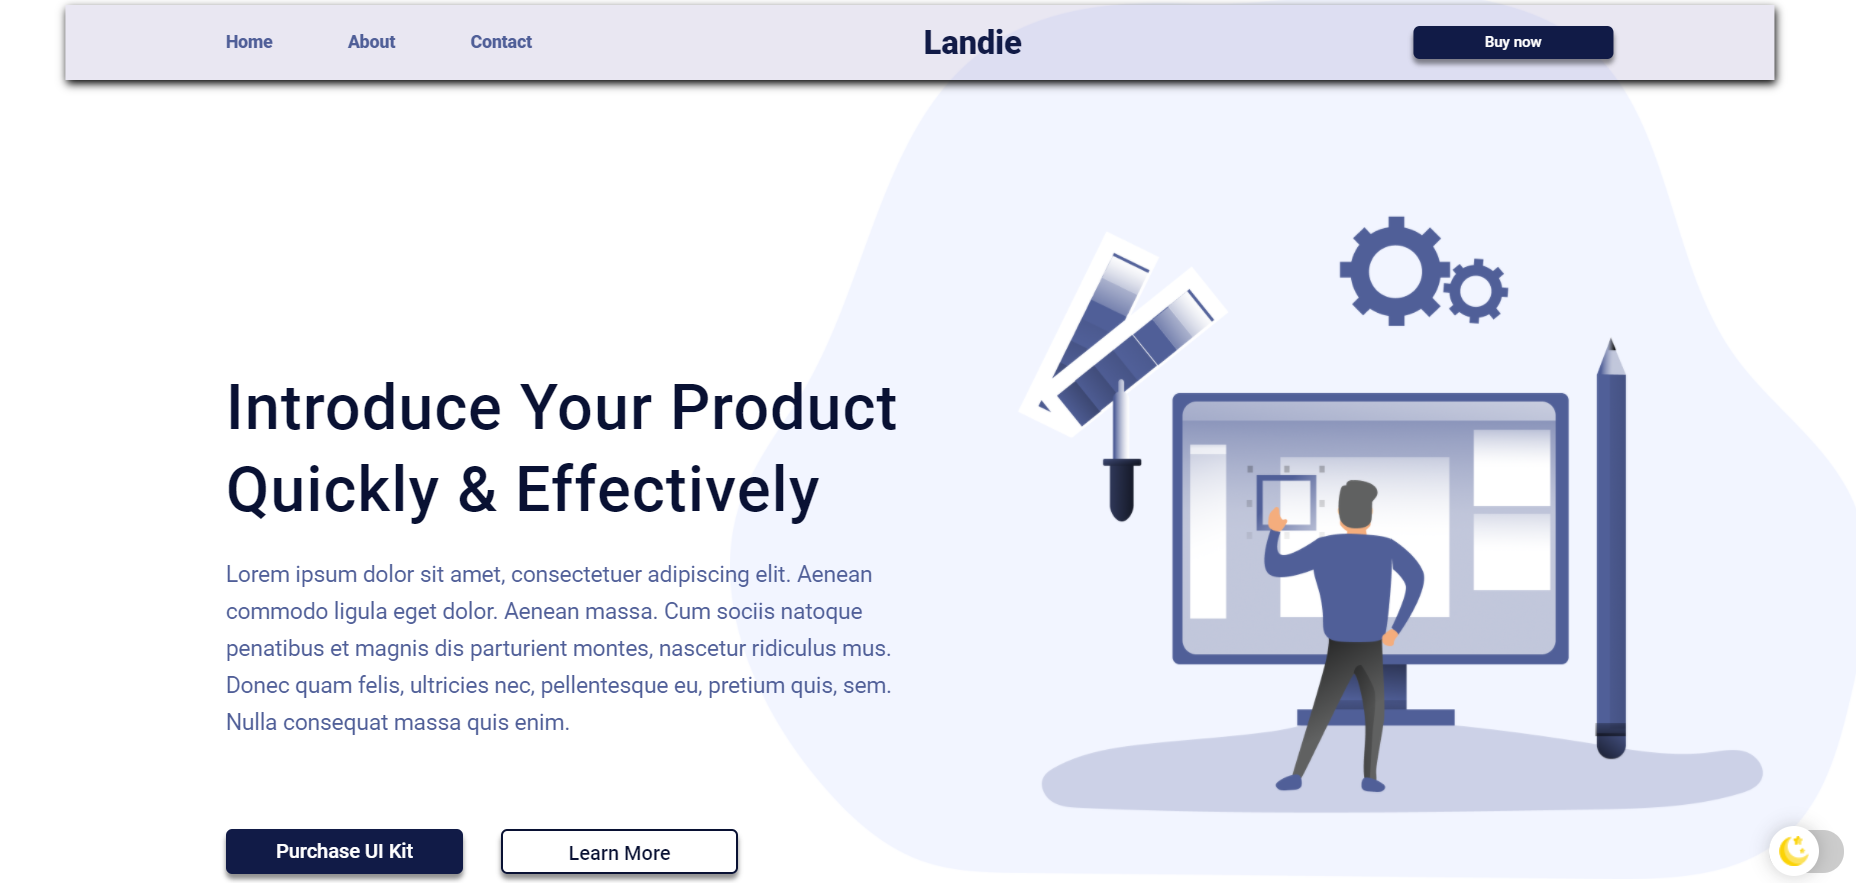 Home About Contact Landie Buy now
Introduce Your Product
Quickly & Effectively
Lorem ipsum dolor sit amet, consectetuer adipiscing elit. Aenean
commodo ligula eget dolor. Aenean massa. Cum sociis natoque
penatibus et magnis dis parturient montes, nascetur ridiculus mus.
Donec quam felis, ultricies nec, pellentesque eu, pretium quis, sem.
Nulla consequat massa quis enim.
Purchase UI Kit Learn More